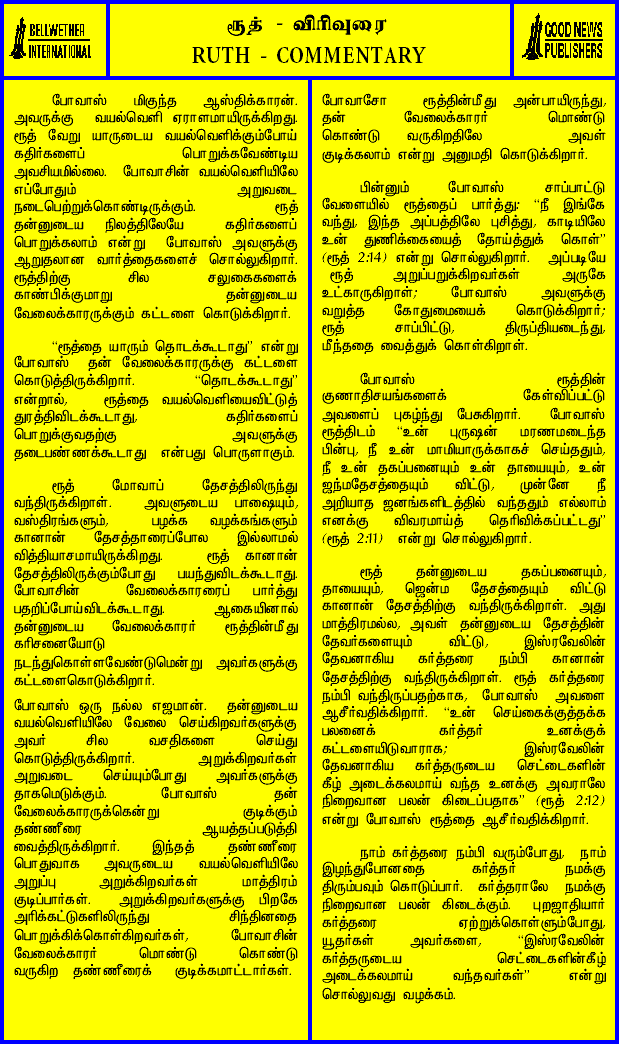 BELLWETHER
INTERNATIONAL
ரூத் - விரிவுரை
RUTH - COMMENTARY
GOOD NEWS
PUBLISHERS
போவாஸ் மிகுந்த ஆஸ்திக்காரன்.
அவருக்கு வயல்வெளி ஏராளமாயிருக்கிறது.
ரூத் வேறு யாருடைய வயல்வெளிக்கும்போய்
கதிர்களைப் பொறுக்கவேண்டிய
அவசியமில்லை. போவாசின் வயல்வெளியிலே
எப்போதும் அறுவடை
நடைபெற்றுக்கொண்டிருக்கும். ரூத்
தன்னுடைய நிலத்திலேயே கதிர்களைப்
பொறுக்கலாம் என்று போவாஸ் அவளுக்கு
ஆறுதலான வார்த்தைகளைச் சொல்லுகிறார்.
ரூத்திற்கு சில சலுகைகளைக்
காண்பிக்குமாறு தன்னுடைய
வேலைக்காரருக்கும் கட்டளை கொடுக்கிறார்.
“ரூத்தை யாரும் தொடக்கூடாது” என்று
போவாஸ் தன் வேலைக்காரருக்கு கட்டளை
கொடுத்திருக்கிறார். “தொடக்கூடாது”
என்றால், ரூத்தை வயல்வெளியைவிட்டுத்
துரத்திவிடக்கூடாது, கதிர்களைப்
பொறுக்குவதற்கு அவளுக்கு
தடைபண்ணக்கூடாது என்பது பொருளாகும்.
ரூத் மோவாப் தேசத்திலிருந்து
வந்திருக்கிறாள். அவளுடைய பாஷையும்,
வஸ்திரங்களும், பழக்க வழக்கங்களும்
கானான் தேசத்தாரைப்போல இல்லாமல்
வித்தியாசமாயிருக்கிறது. ரூத் கானான்
தேசத்திலிருக்கும்போது பயந்துவிடக்கூடாது.
போவாசின் வேலைக்காரரைப் பார்த்து
பதறிப்போய்விடக்கூடாது. ஆகையினால்
தன்னுடைய வேலைக்காரர் ரூத்தின்மீது
கரிசனையோடு
நடந்துகொள்ளவேண்டுமென்று அவர்களுக்கு
கட்டளைகொடுக்கிறார்.
போவாஸ் ஒரு நல்ல எஜமான். தன்னுடைய
வயல்வெளியிலே வேலை செய்கிறவர்களுக்கு
அவர் சில வசதிகளை செய்து
கொடுத்திருக்கிறார். அறுக்கிறவர்கள்
அறுவடை செய்யும்போது அவர்களுக்கு
தாகமெடுக்கும். போவாஸ் தன்
வேலைக்காரருக்கென்று குடிக்கும்
தண்ணீரை ஆயத்தப்படுத்தி
வைத்திருக்கிறார். இந்தத் தண்ணீரை
பொதுவாக அவருடைய வயல்வெளியிலே
அறுப்பு அறுக்கிறவர்கள் மாத்திரம்
குடிப்பார்கள். அறுக்கிறவர்களுக்கு பிறகே
அரிக்கட்டுகளிலிருந்து சிந்தினதை
பொறுக்கிக்கொள்கிறவர்கள், போவாசின்
வேலைக்காரர் மொண்டு கொண்டு
வருகிற தண்ணீரைக் குடிக்கமாட்டார்கள்.
போவாசோ ரூத்தின்மீது அன்பாயிருந்து,
தன் வேலைக்காரர் மொண்டு
கொண்டு வருகிறதிலே அவள்
குடிக்கலாம் என்று அனுமதி கொடுக்கிறார்.
பின்னும் போவாஸ் சாப்பாட்டு
வேளையில் ரூத்தைப் பார்த்து: “நீ இங்கே
வந்து, இந்த அப்பத்திலே புசித்து, காடியிலே
உன் துணிக்கையைத் தோய்த்துக் கொள்”
(ரூத் 2:14) என்று சொல்லுகிறார். அப்படியே
ரூத் அறுப்பறுக்கிறவர்கள் அருகே
உட்காருகிறாள்; போவாஸ் அவளுக்கு
வறுத்த கோதுமையைக் கொடுக்கிறார்;
ரூத் சாப்பிட்டு, திருப்தியடைந்து,
மீந்ததை வைத்துக் கொள்கிறாள்.
போவாஸ் ரூத்தின்
குணாதிசயங்களைக் கேள்விப்பட்டு
அவளைப் புகழ்ந்து பேசுகிறார். போவாஸ்
ரூத்திடம் “உன் புருஷன் மரணமடைந்த
பின்பு, நீ உன் மாமியாருக்காகச் செய்ததும்,
நீ உன் தகப்பனையும் உன் தாயையும், உன்
ஜந்மதேசத்தையும் விட்டு, முன்னே நீ
அறியாத ஜனங்களிடத்தில் வந்ததும் எல்லாம்
எனக்கு விவரமாய்த் தெரிவிக்கப்பட்டது”
(ரூத் 2:11) என்று சொல்லுகிறார்.
ரூத் தன்னுடைய தகப்பனையும்,
தாயையும், ஜென்ம தேசத்தையும் விட்டு
கானான் தேசத்திற்கு வந்திருக்கிறாள். அது
மாத்திரமல்ல, அவள் தன்னுடைய தேசத்தின்
தேவர்களையும் விட்டு, இஸ்ரவேலின்
தேவனாகிய கர்த்தரை நம்பி கானான்
தேசத்திற்கு வந்திருக்கிறாள். ரூத் கர்த்தரை
நம்பி வந்திருப்பதற்காக, போவாஸ் அவளை
ஆசீர்வதிக்கிறார். “உன் செய்கைக்குத்தக்க
பலனைக் கர்த்தர் உனக்குக்
கட்டளையிடுவாராக; இஸ்ரவேலின்
தேவனாகிய கர்த்தருடைய செட்டைகளின்
கீழ் அடைக்கலமாய் வந்த உனக்கு அவராலே
நிறைவான பலன் கிடைப்பதாக” (ரூத் 2:12)
என்று போவாஸ் ரூத்தை ஆசீர்வதிக்கிறார்.
நாம் கர்த்தரை நம்பி வரும்போது, நாம்
இழந்துபோனதை கர்த்தர் நமக்கு
திரும்பவும் கொடுப்பார். கர்த்தராலே நமக்கு
நிறைவான பலன் கிடைக்கும். புறஜாதியார்
கர்த்தரை ஏற்றுக்கொள்ளும்போது,
யூதர்கள் அவர்களை, “இஸ்ரவேலின்
கர்த்தருடைய செட்டைகளின்கீழ்
அடைக்கலமாய் வந்தவர்கள்” என்று
சொல்லுவது வழக்கம்.